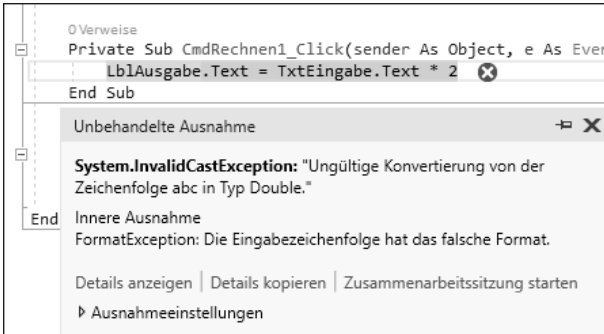 0 Verweise
Private Sub CmdRechnen1_Click(sender As Object, e As Even
LblAusgabe.Text = TxtEingabe.Text * 2
End Sub
Unbehandelte Ausnahme
System.InvalidCastException: "Ungültige Konvertierung von der
Zeichenfolge abc in Typ Double."
End
Innere Ausnahme
FormatException: Die Eingabezeichenfolge hat das falsche Format.
Details anzeigen | Details kopieren | Zusammenarbeitssitzung starten
Ausnahmeeinstellungen